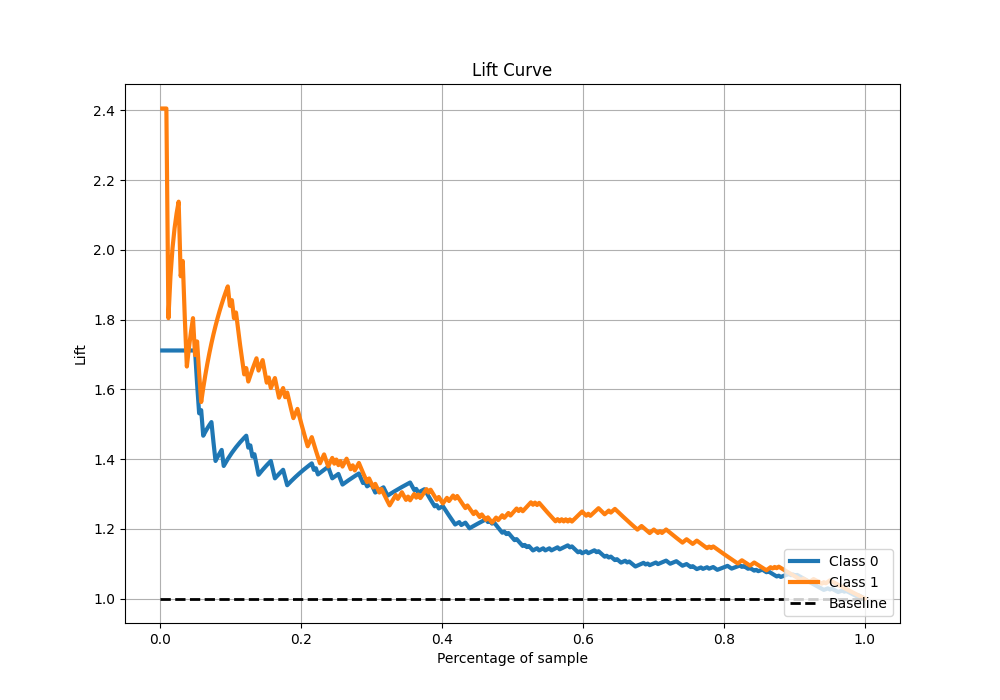 Lift Curve
Lift
2.4
2.2
2.0
1.8
1.6
1.4
1.2
1.0
0.0 0.2 0.4 0.6 0.8 1.0
Percentage of sample
Class 0
Class 1
Baseline